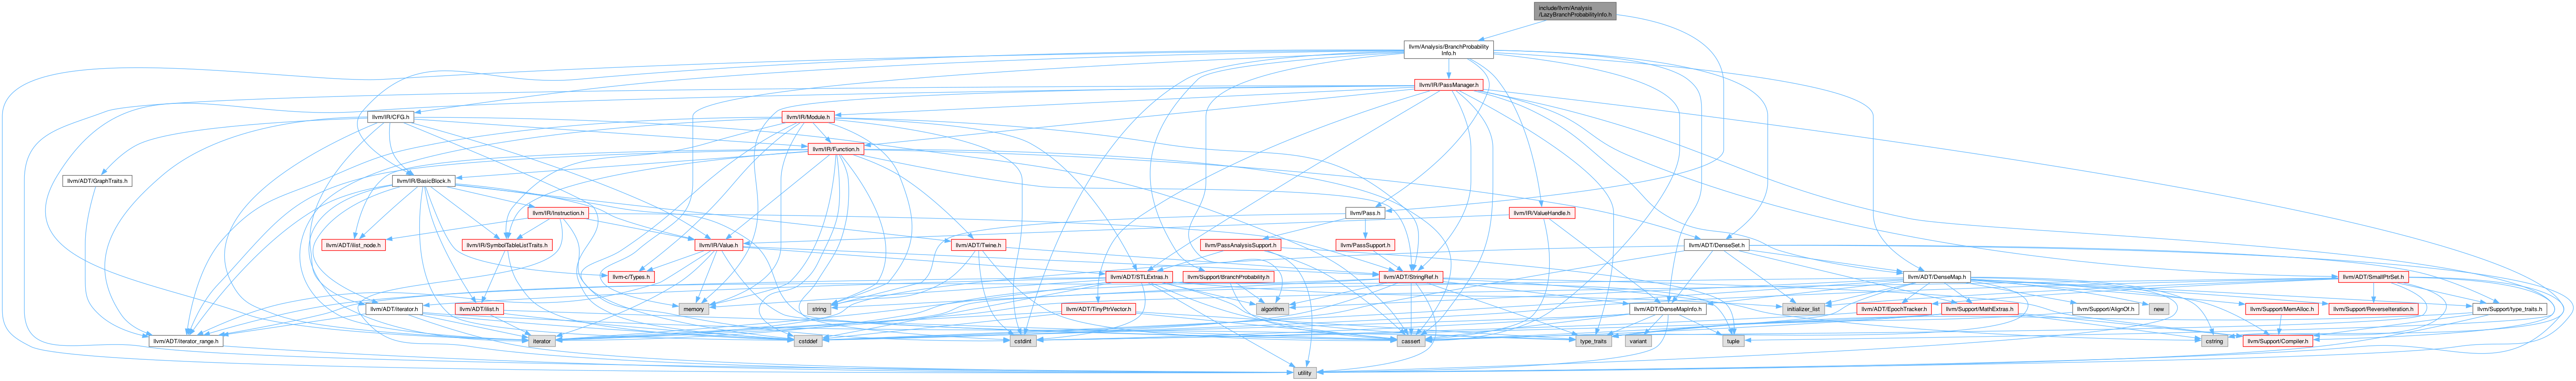 include/llvm/Analysis
/LazyBranchProbabilityInfo.h
llvm/Analysis/BranchProbability
Info.h
llvm/IR/PassManager.h
llvm/IR/CFG.h
llvm/IR/Module.h
llvm/IR/Function.h
llvm/ADT/GraphTraits.h
llvm/IR/BasicBlock.h
llvm/IR/Instruction.h
llvm/Pass.h
llvm/IR/ValueHandle.h
llvm/ADT/ilist_node.h
llvm/IR/SymbolTableListTraits.h
llvm/IR/Value.h
llvm/ADT/Twine.h
llvm/PassAnalysisSupport.h
llvm/PassSupport.h
llvm/ADT/DenseSet.h
llvm-c/Types.h
llvm/ADT/STLExtras.h
llvm/Support/BranchProbability.h
llvm/ADT/StringRef.h
llvm/ADT/DenseMap.h
llvm/ADT/SmallPtrSet.h
llvm/ADT/iterator.h
llvm/ADT/ilist.h
memory
string
llvm/ADT/TinyPtrVector.h
algorithm
llvm/ADT/DenseMapInfo.h
initializer_list
llvm/ADT/EpochTracker.h
llvm/Support/MathExtras.h
llvm/Support/AlignOf.h
new
llvm/Support/MemAlloc.h
llvm/Support/ReverseIteration.h
llvm/Support/type_traits.h
llvm/ADT/iterator_range.h
iterator
cstddef
cstdint
cassert
type_traits
variant
tuple
cstring
llvm/Support/Compiler.h
utility